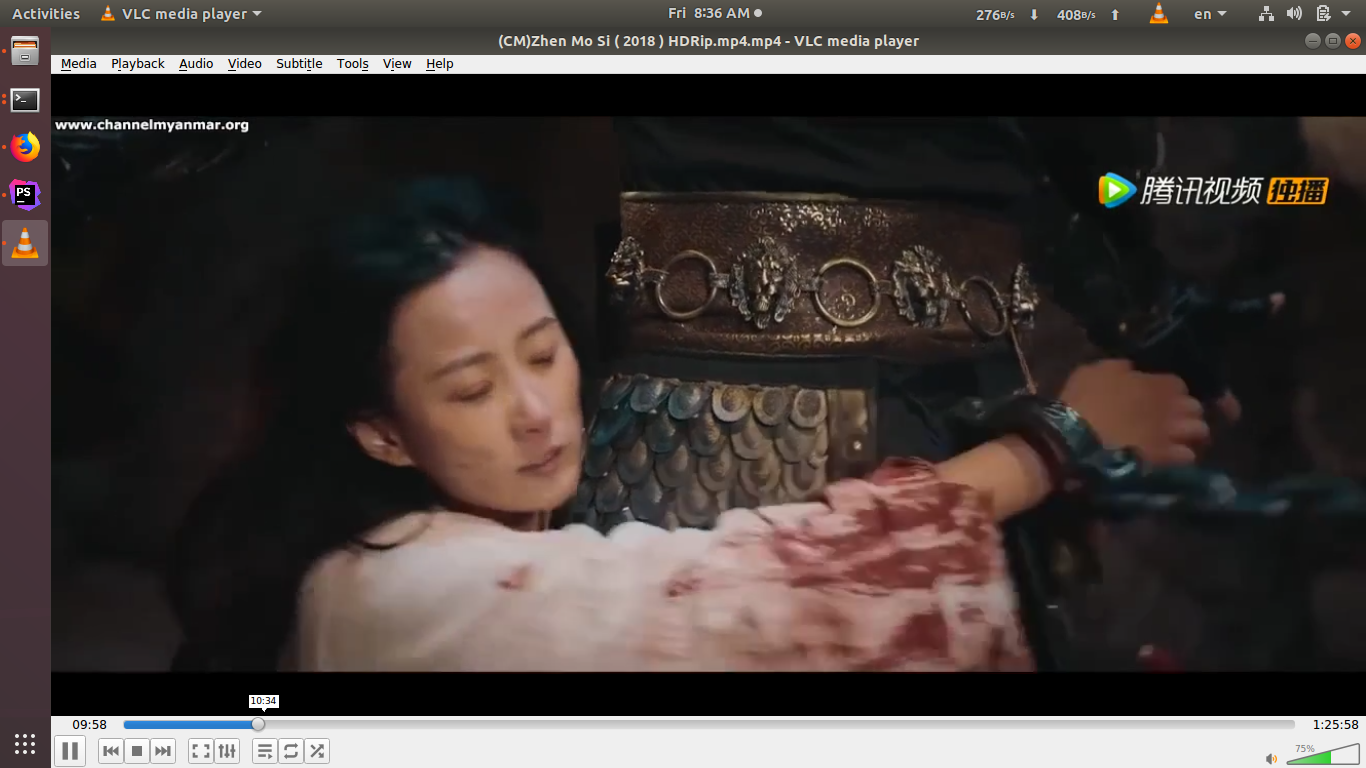 Activities VLC media player Fri 8:36 AM 276B/s 408B/s en
(CM)Zhen Mo Si ( 2018 ) HDRip.mp4.mp4 - VLC media player
Media Playback Audio Video Subtitle Tools View Help
www.channelmyanmar.org
腾讯视频 独播
PS
10:34
09:58 1:25:58
75%